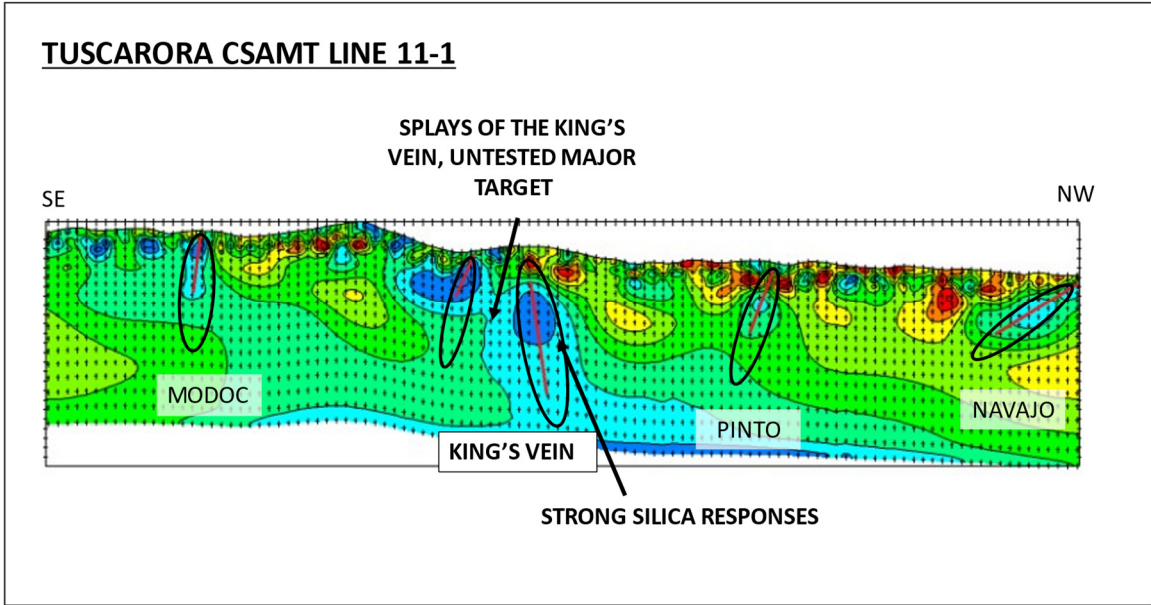 TUSCARORA CSAMT LINE 11-1
SPLAYS OF THE KING'S
VEIN, UNTESTED MAJOR
TARGET
SE
NW
MODOC
NAVAJO
PINTO
KING'S VEIN
STRONG SILICA RESPONSES